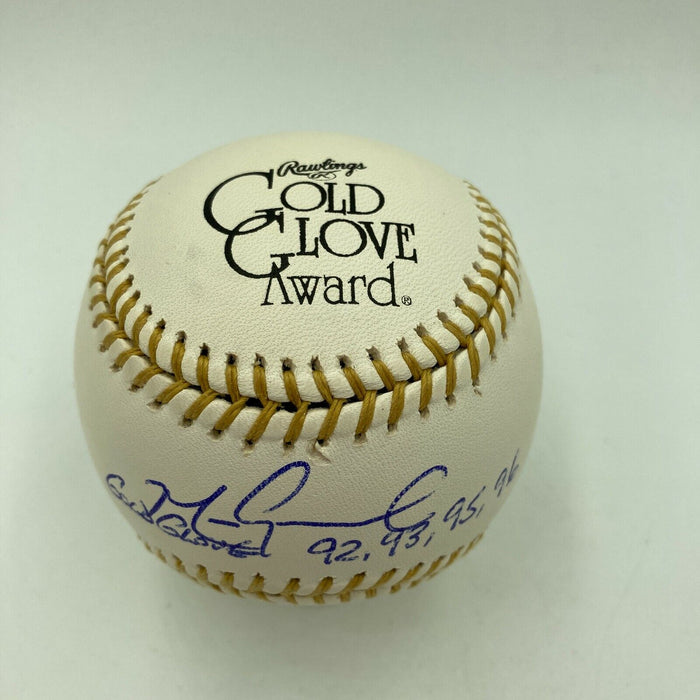 Rawlings
GOLD
GLOVE
Award®
Gold Glove 92, 93, 95, 96